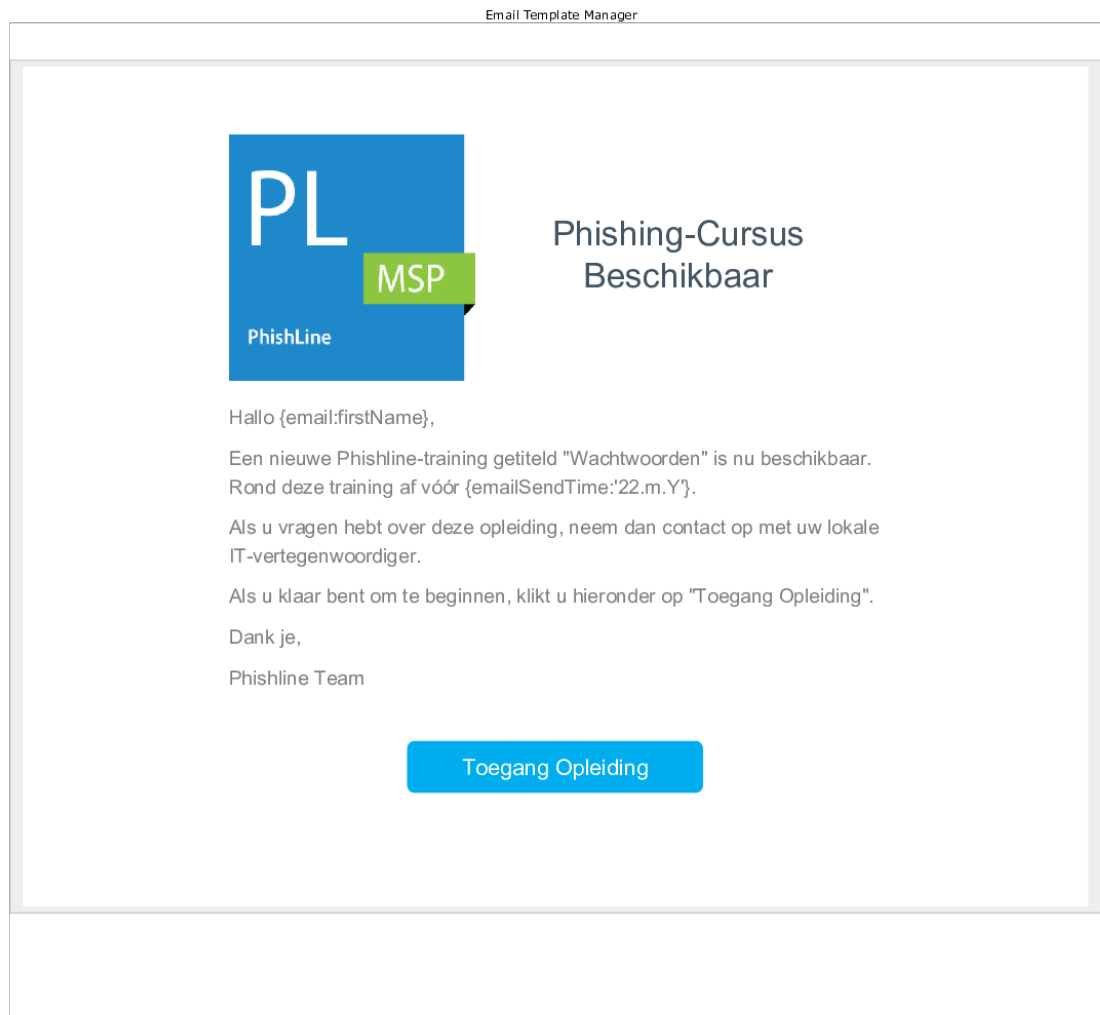 Email Template Manager
PL
MSP
PhishLine
Phishing-Cursus
Beschikbaar
Hallo {email:firstName},
Een nieuwe Phishline-training getiteld "Wachtwoorden" is nu beschikbaar.
Rond deze training af vóór {emailSendTime:'22.m.Y'}.
Als u vragen hebt over deze opleiding, neem dan contact op met uw lokale
IT-vertegenwoordiger.
Als u klaar bent om te beginnen, klikt u hieronder op "Toegang Opleiding".
Dank je,
Phishline Team
Toegang Opleiding